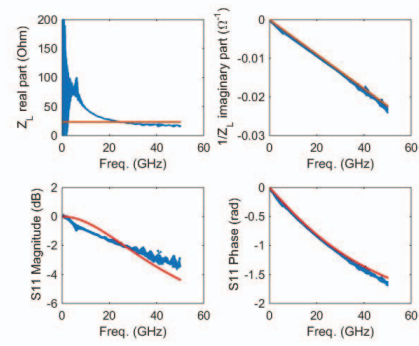 200
150
100
50
0
Z_L real part (Ohm)
0 20 40 60
Freq. (GHz)
0
-0.01
-0.02
-0.03
1/Z_L imaginary part (Ω⁻¹)
0 20 40 60
Freq. (GHz)
2
0
-2
-4
-6
S11 Magnitude (dB)
0 20 40 60
Freq. (GHz)
0
-0.5
-1
-1.5
-2
S11 Phase (rad)
0 20 40 60
Freq. (GHz)